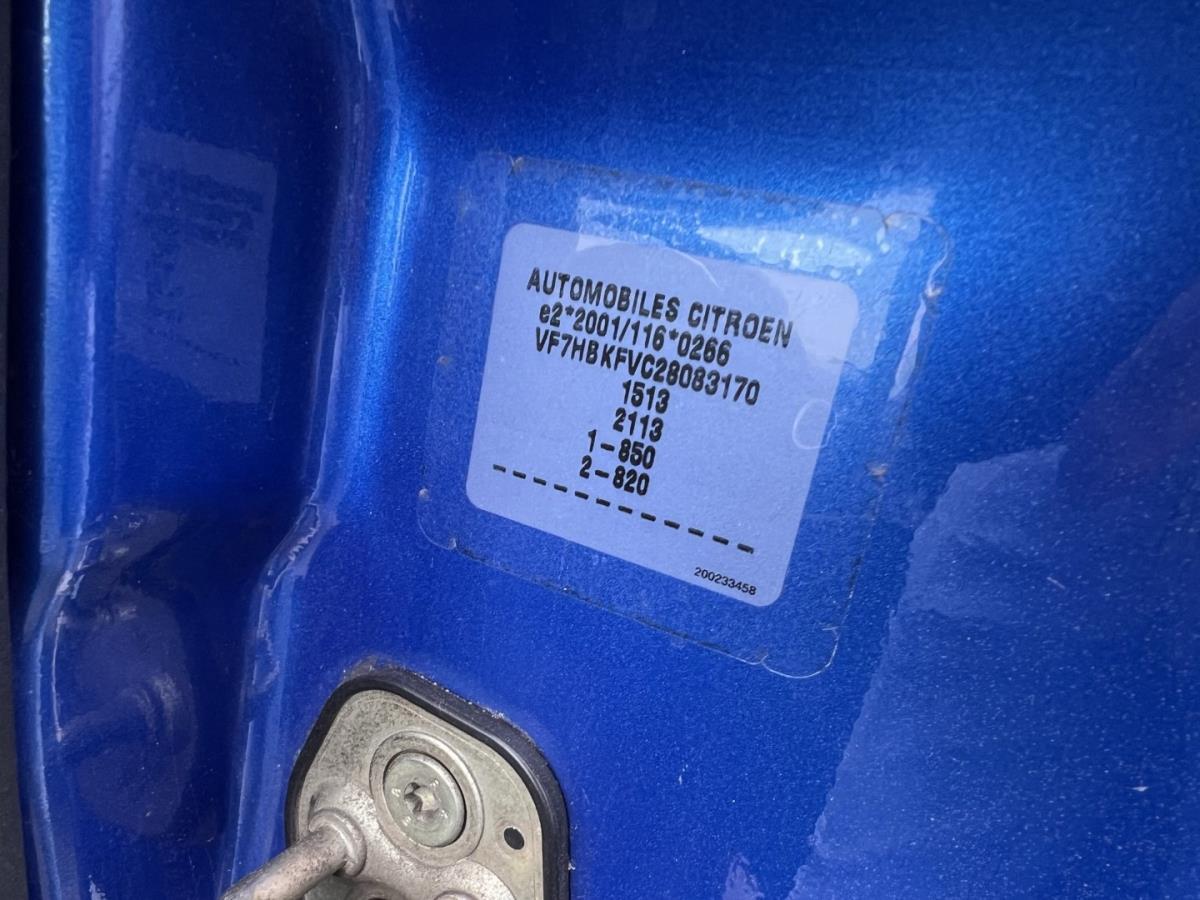 AUTOMOBILES CITROEN
e2*2001/116*0266
VF7HBKFVC28083170
1513
2113
1-850
2-820
200233458